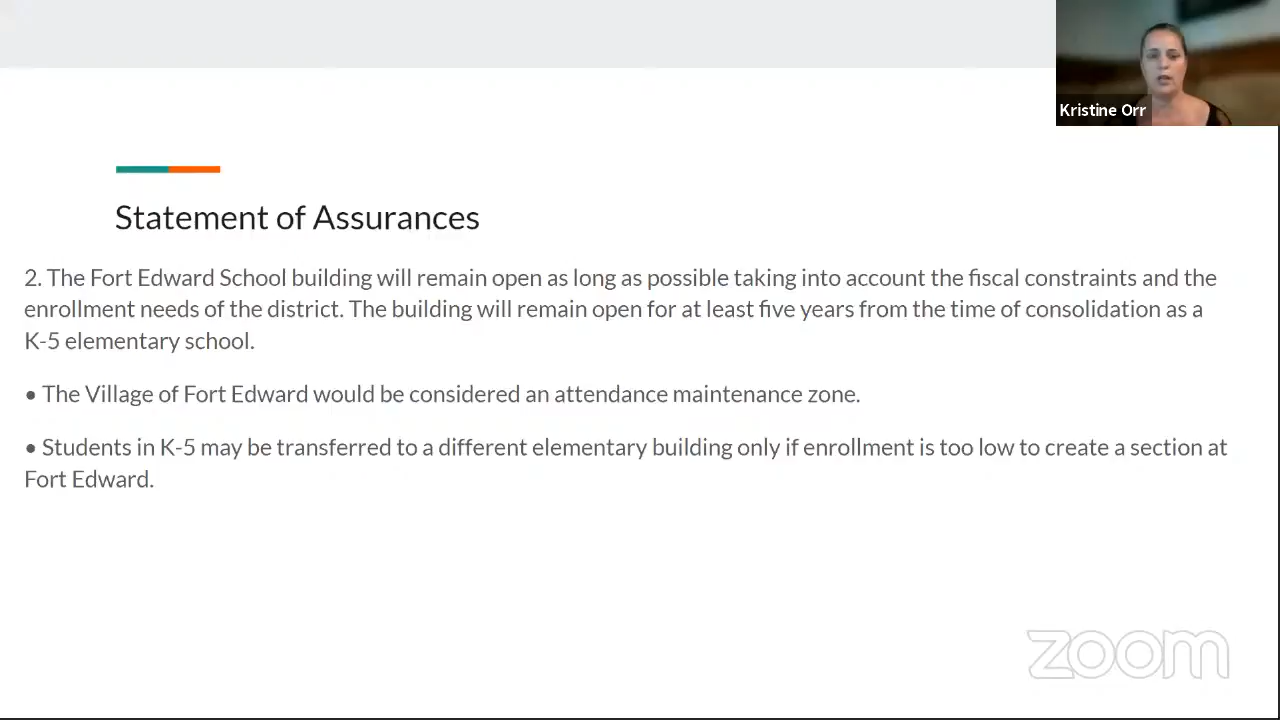 Kristine Orr
Statement of Assurances
2. The Fort Edward School building will remain open as long as possible taking into account the fiscal constraints and the
enrollment needs of the district. The building will remain open for at least five years from the time of consolidation as a
K-5 elementary school.
• The Village of Fort Edward would be considered an attendance maintenance zone.
• Students in K-5 may be transferred to a different elementary building only if enrollment is too low to create a section at
Fort Edward.
zoom